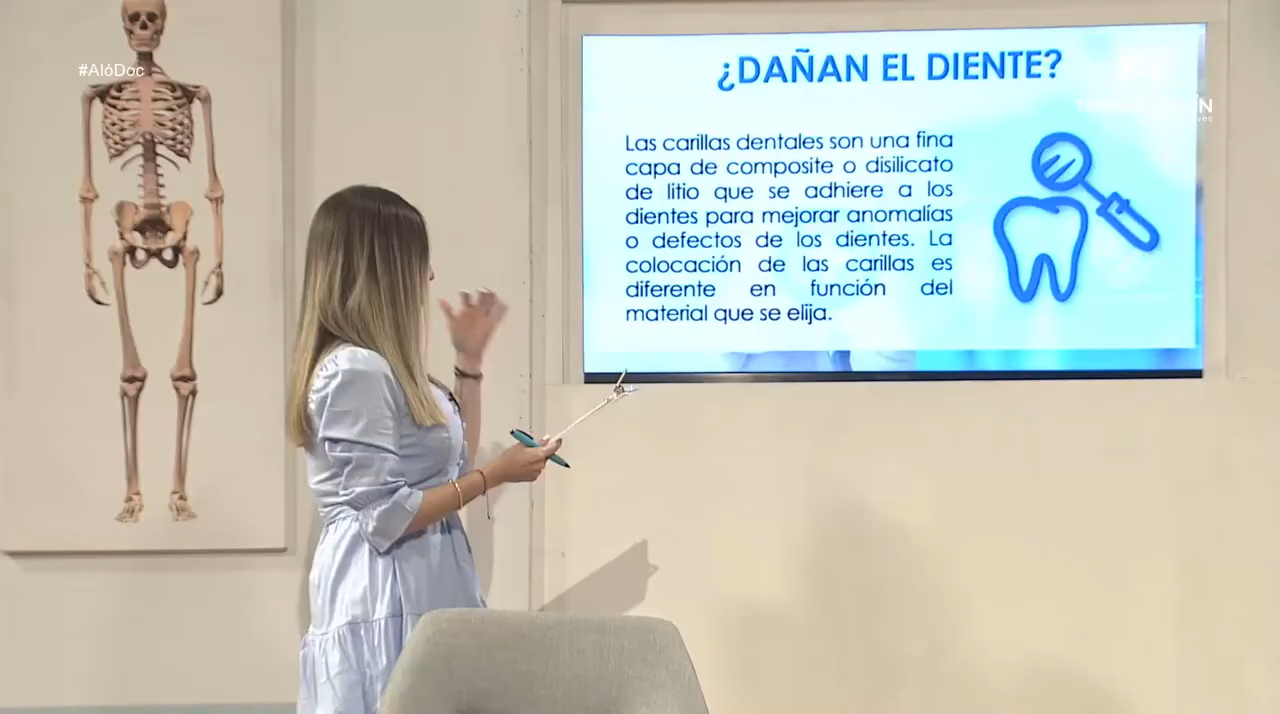 #AlóDoc
¿DAÑAN EL DIENTE?
Las carillas dentales son una fina
capa de composite o disilicato
de litio que se adhiere a los
dientes para mejorar anomalías
o defectos de los dientes. La
colocación de las carillas es
diferente en función del
material que se elija.